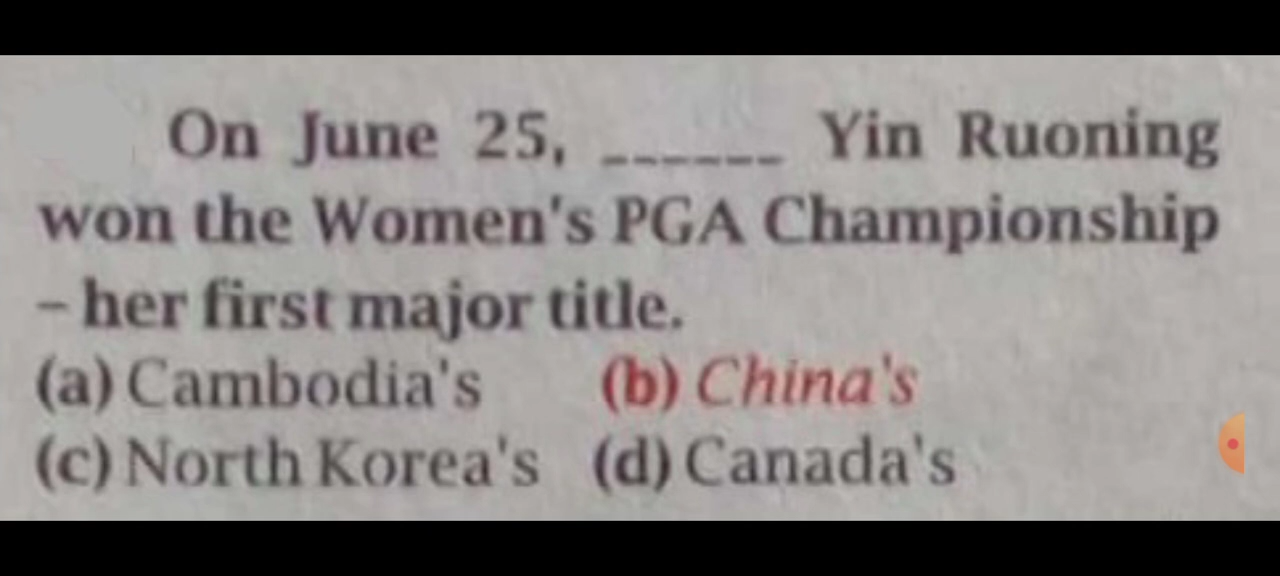 On June 25, ______ Yin Ruoning
won the Women's PGA Championship
– her first major title.
(a) Cambodia's (b) China's
(c) North Korea's (d) Canada's